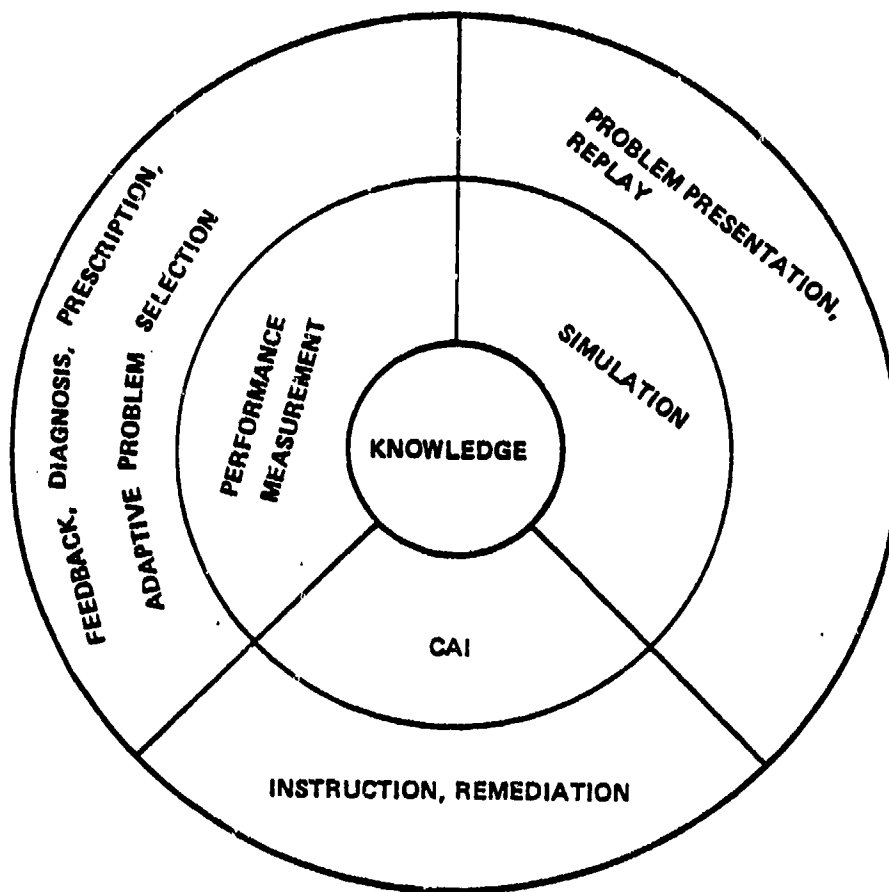 PROBLEM PRESENTATION,
REPLAY
FEEDBACK, DIAGNOSIS, PRESCRIPTION,
ADAPTIVE PROBLEM SELECTION
PERFORMANCE
MEASUREMENT
SIMULATION
KNOWLEDGE
CAI
INSTRUCTION, REMEDIATION